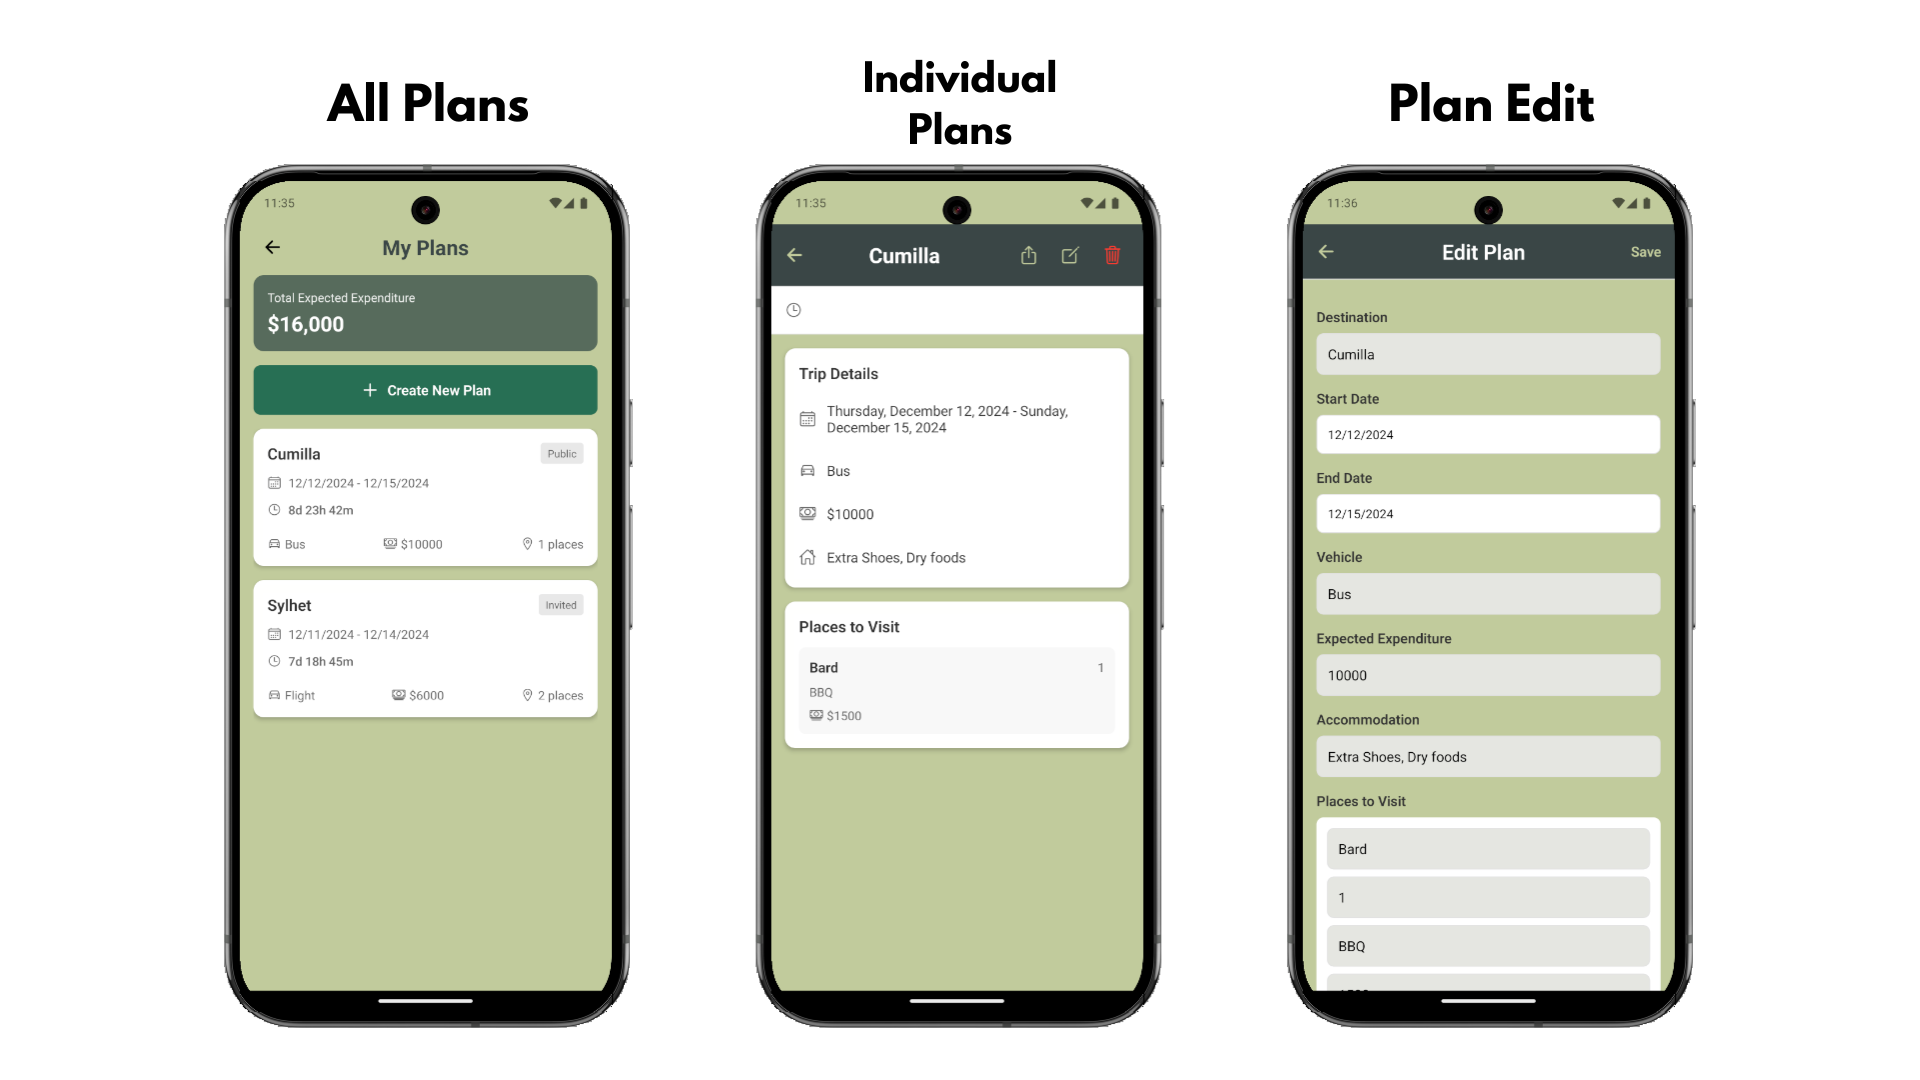 All Plans
11:35
My Plans
Total Expected Expenditure
$16,000
Create New Plan
Cumilla
Public
12/12/2024 - 12/15/2024
8d 23h 42m
Bus
$10000
1 places
Sylhet
Invited
12/11/2024 - 12/14/2024
7d 18h 45m
Flight
$6000
2 places
Individual
Plans
11:35
Cumilla
Trip Details
Thursday, December 12, 2024 - Sunday,
December 15, 2024
Bus
$10000
Extra Shoes, Dry foods
Places to Visit
Bard
1
BBQ
$1500
Plan Edit
11:36
Edit Plan
Save
Destination
Cumilla
Start Date
12/12/2024
End Date
12/15/2024
Vehicle
Bus
Expected Expenditure
10000
Accommodation
Extra Shoes, Dry foods
Places to Visit
Bard
1
BBQ